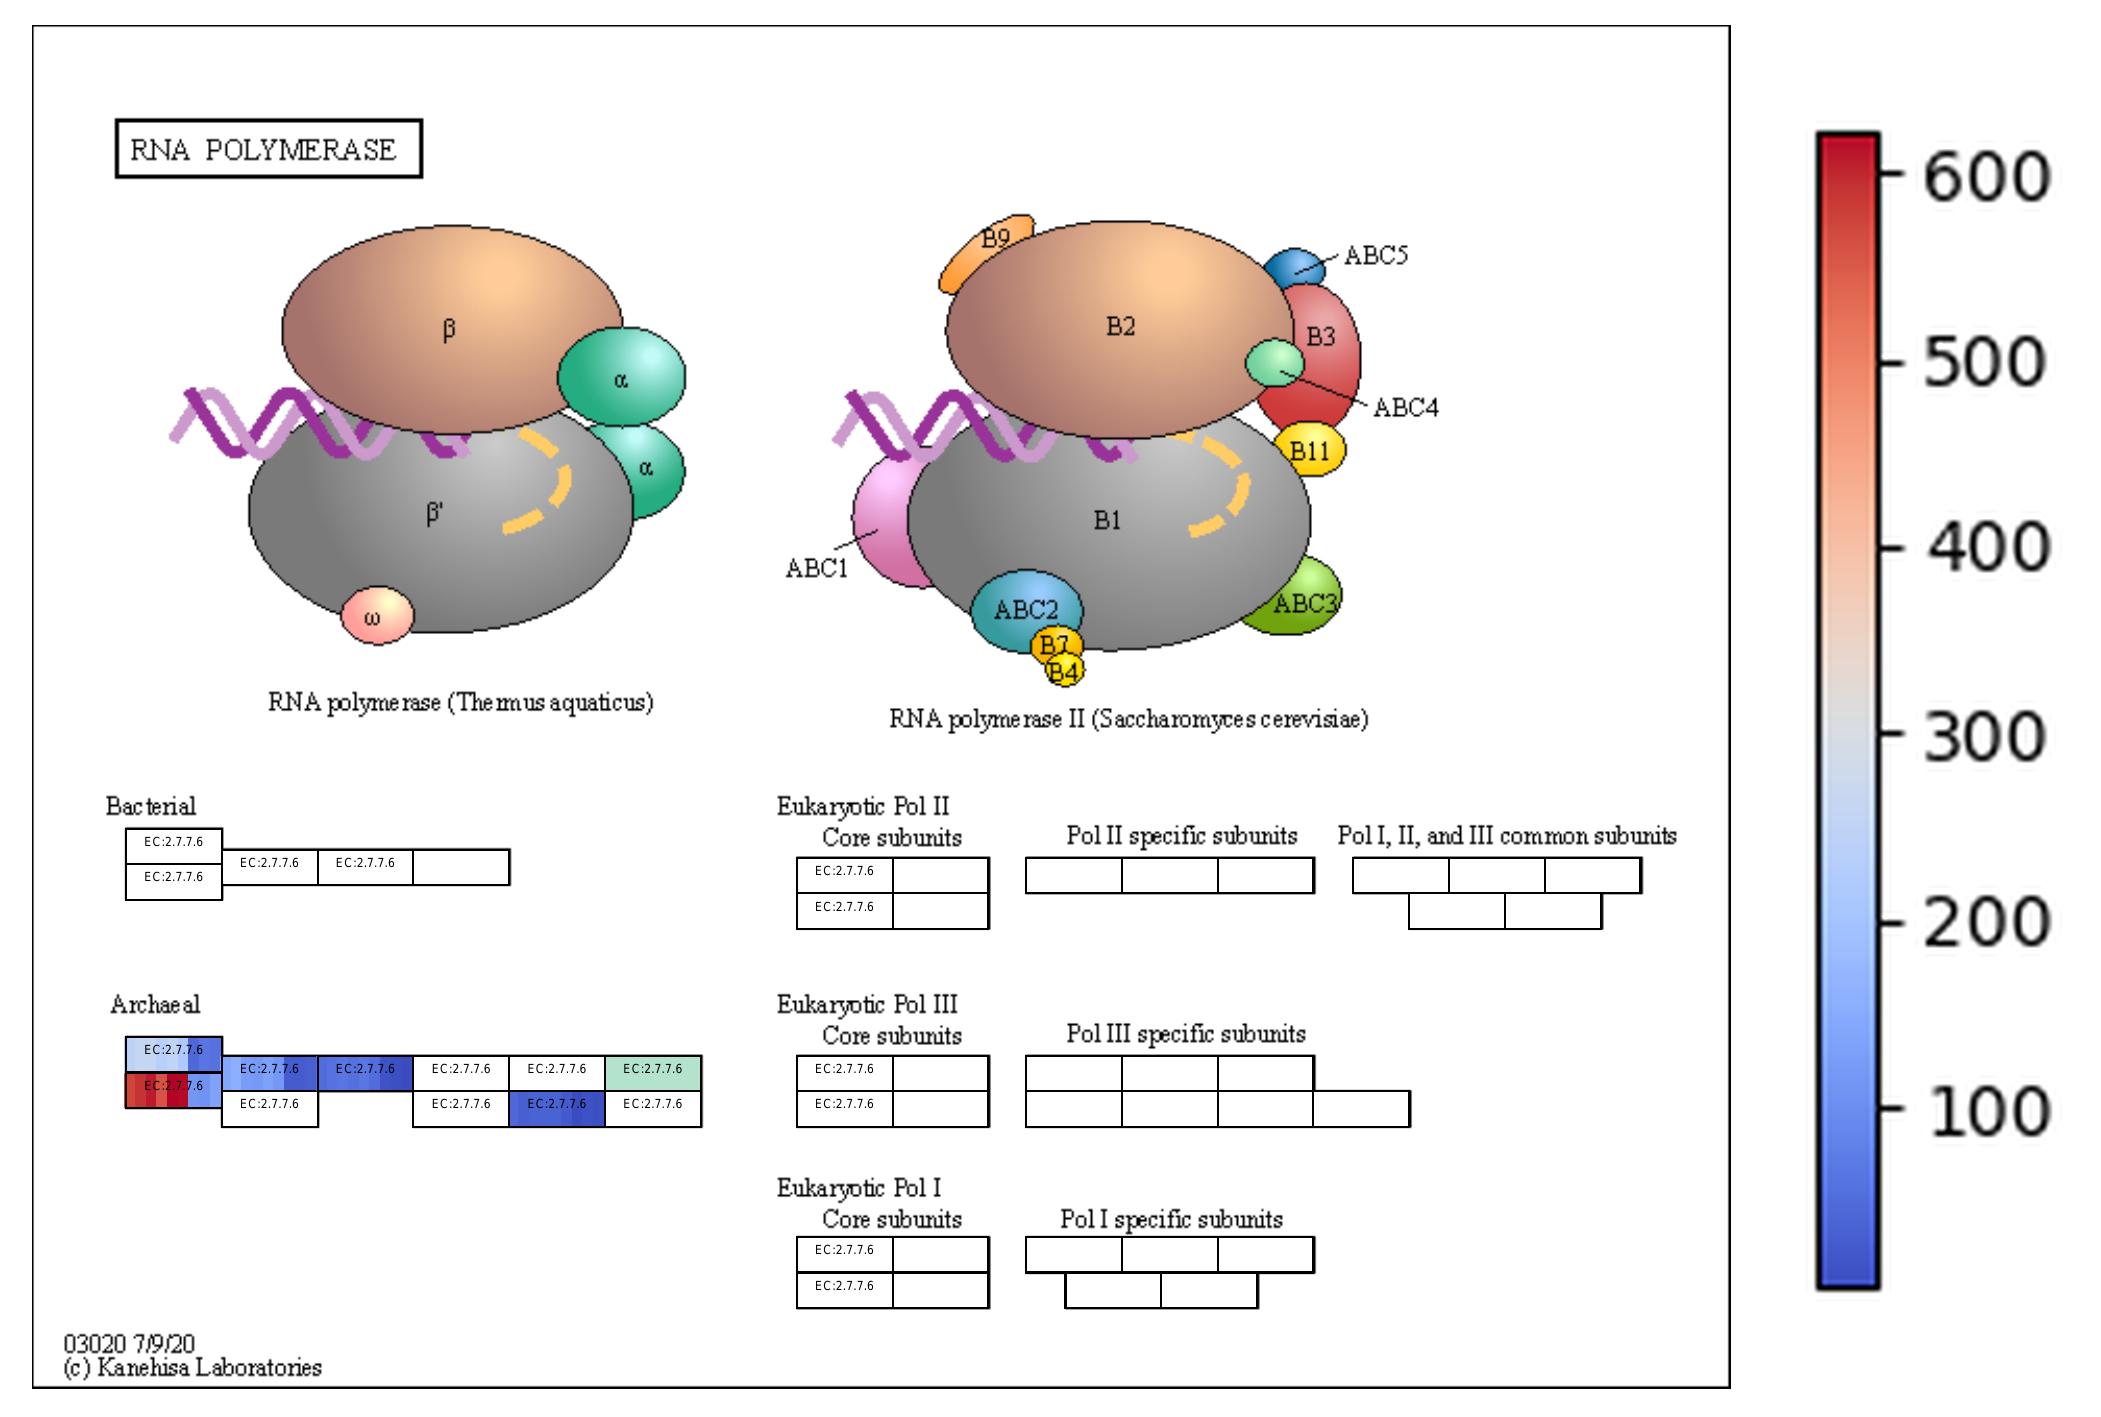 RNA POLYMERASE
B9
ABC5
β
B2
B3
α
ABC4
B11
α
β'
B1
ABC1
ω
ABC2
ABC3
B7
B4
RNA polymerase (Thermus aquaticus)
RNA polymerase II (Saccharomyces cerevisiae)
Bacterial
EC:2.7.7.6
EC:2.7.7.6 EC:2.7.7.6
EC:2.7.7.6
Eukaryotic Pol II
Core subunits Pol II specific subunits Pol I, II, and III common subunits
EC:2.7.7.6
EC:2.7.7.6
Archaeal
EC:2.7.7.6
EC:2.7.7.6 EC:2.7.7.6 EC:2.7.7.6 EC:2.7.7.6 EC:2.7.7.6
EC:2.7.7.6
EC:2.7.7.6 EC:2.7.7.6 EC:2.7.7.6 EC:2.7.7.6
Eukaryotic Pol III
Core subunits Pol III specific subunits
EC:2.7.7.6
EC:2.7.7.6
Eukaryotic Pol I
Core subunits Pol I specific subunits
EC:2.7.7.6
EC:2.7.7.6
03020 7/9/20
(c) Kanehisa Laboratories
600
500
400
300
200
100